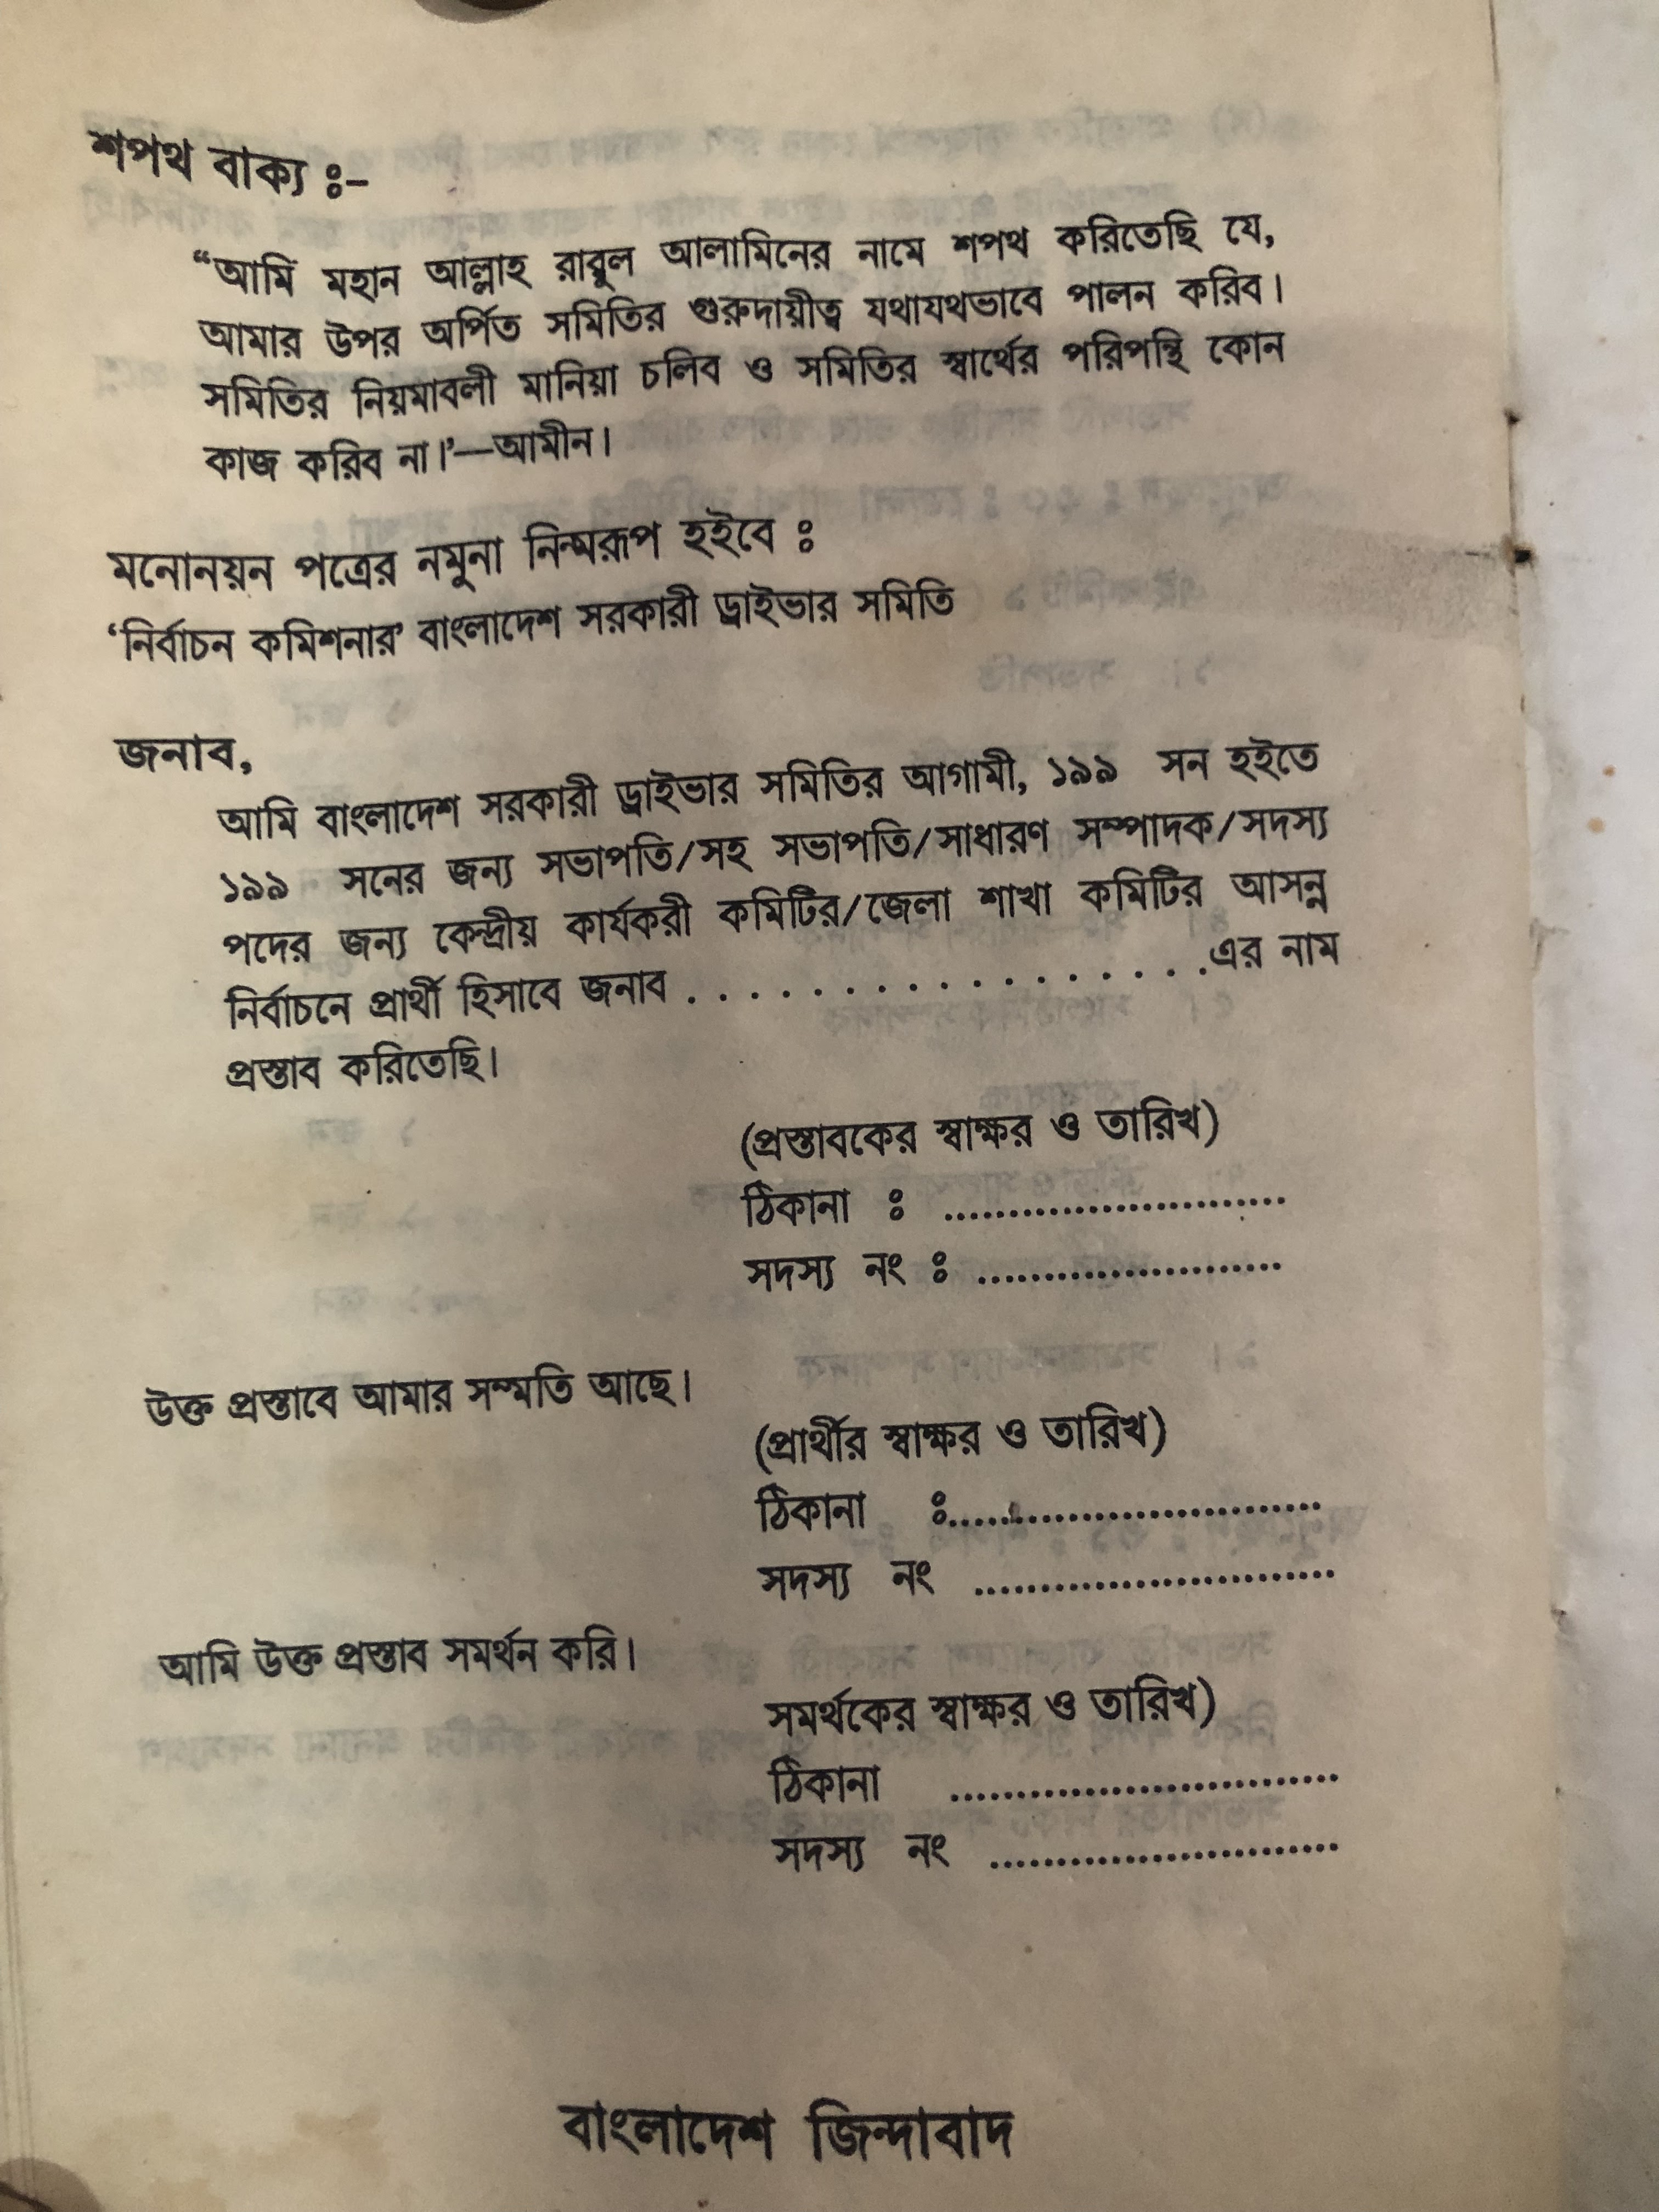 শপথ বাক্য ঃ-
“আমি মহান আল্লাহ রাব্বুল আলামিনের নামে শপথ করিতেছি যে,
আমার উপর অর্পিত সমিতির গুরুদায়ীত্ব যথাযথভাবে পালন করিব।
সমিতির নিয়মাবলী মানিয়া চলিব ও সমিতির স্বার্থের পরিপন্থি কোন
কাজ করিব না।”—আমীন।
মনোনয়ন পত্রের নমুনা নিন্মরূপ হইবে ঃ
‘নির্বাচন কমিশনার’ বাংলাদেশ সরকারী ড্রাইভার সমিতি
জনাব,
আমি বাংলাদেশ সরকারী ড্রাইভার সমিতির আগামী, ১৯৯ সন হইতে
১৯৯ সনের জন্য সভাপতি/সহ সভাপতি/সাধারণ সম্পাদক/সদস্য
পদের জন্য কেন্দ্রীয় কার্যকরী কমিটির/জেলা শাখা কমিটির আসন্ন
নির্বাচনে প্রার্থী হিসাবে জনাব . . . . . . . . . . . . . . . . .এর নাম
প্রস্তাব করিতেছি।
(প্রস্তাবকের স্বাক্ষর ও তারিখ)
ঠিকানা ঃ ..........................
সদস্য নং ঃ .......................
উক্ত প্রস্তাবে আমার সম্মতি আছে।
(প্রার্থীর স্বাক্ষর ও তারিখ)
ঠিকানা ঃ............................
সদস্য নং ...........................
আমি উক্ত প্রস্তাব সমর্থন করি।
সমর্থকের স্বাক্ষর ও তারিখ)
ঠিকানা .............................
সদস্য নং ..........................
বাংলাদেশ জিন্দাবাদ